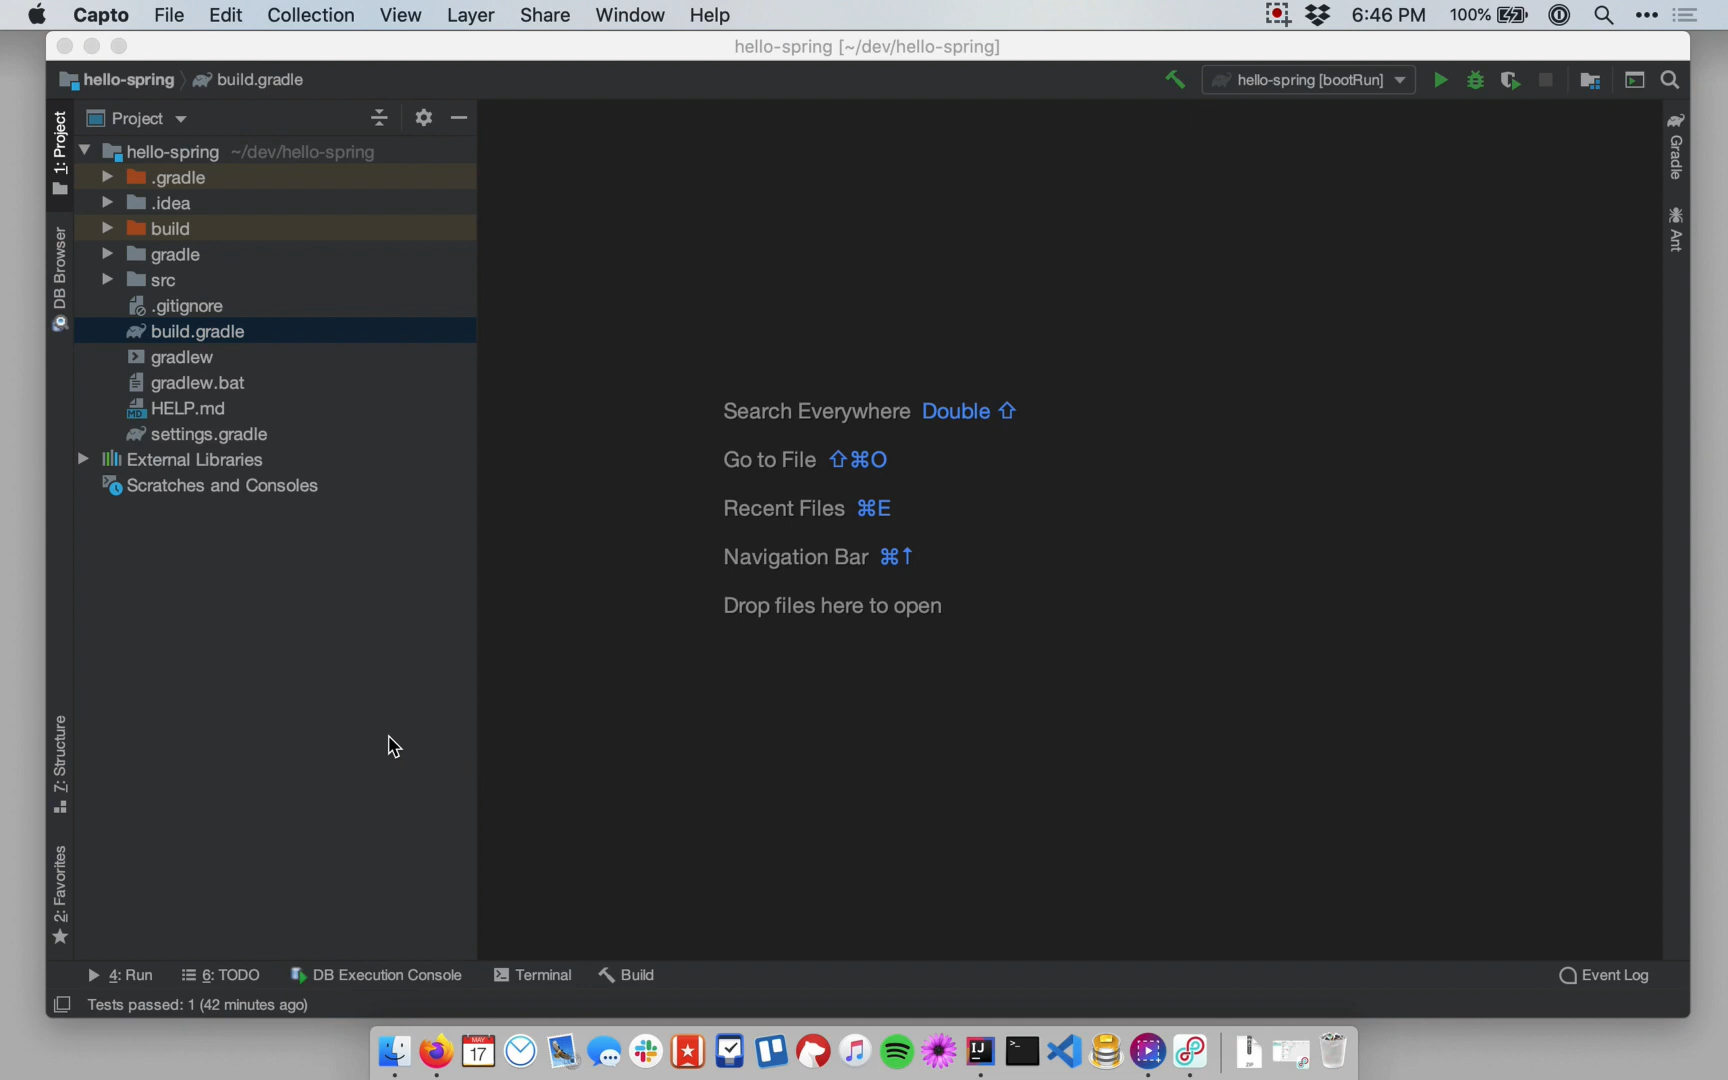 Capto File Edit Collection View Layer Share Window Help 6:46 PM 100%
hello-spring [~/dev/hello-spring]
hello-spring build.gradle hello-spring [bootRun]
1: Project
DB Browser
7: Structure
2: Favorites
Project
hello-spring ~/dev/hello-spring
.gradle
.idea
build
gradle
src
.gitignore
build.gradle
gradlew
gradlew.bat
HELP.md
settings.gradle
External Libraries
Scratches and Consoles
Search Everywhere Double ⇧
Go to File ⇧⌘O
Recent Files ⌘E
Navigation Bar ⌘↑
Drop files here to open
Gradle
Ant
4: Run 6: TODO DB Execution Console Terminal Build Event Log
Tests passed: 1 (42 minutes ago)
MAY
17
IJ
ZIP